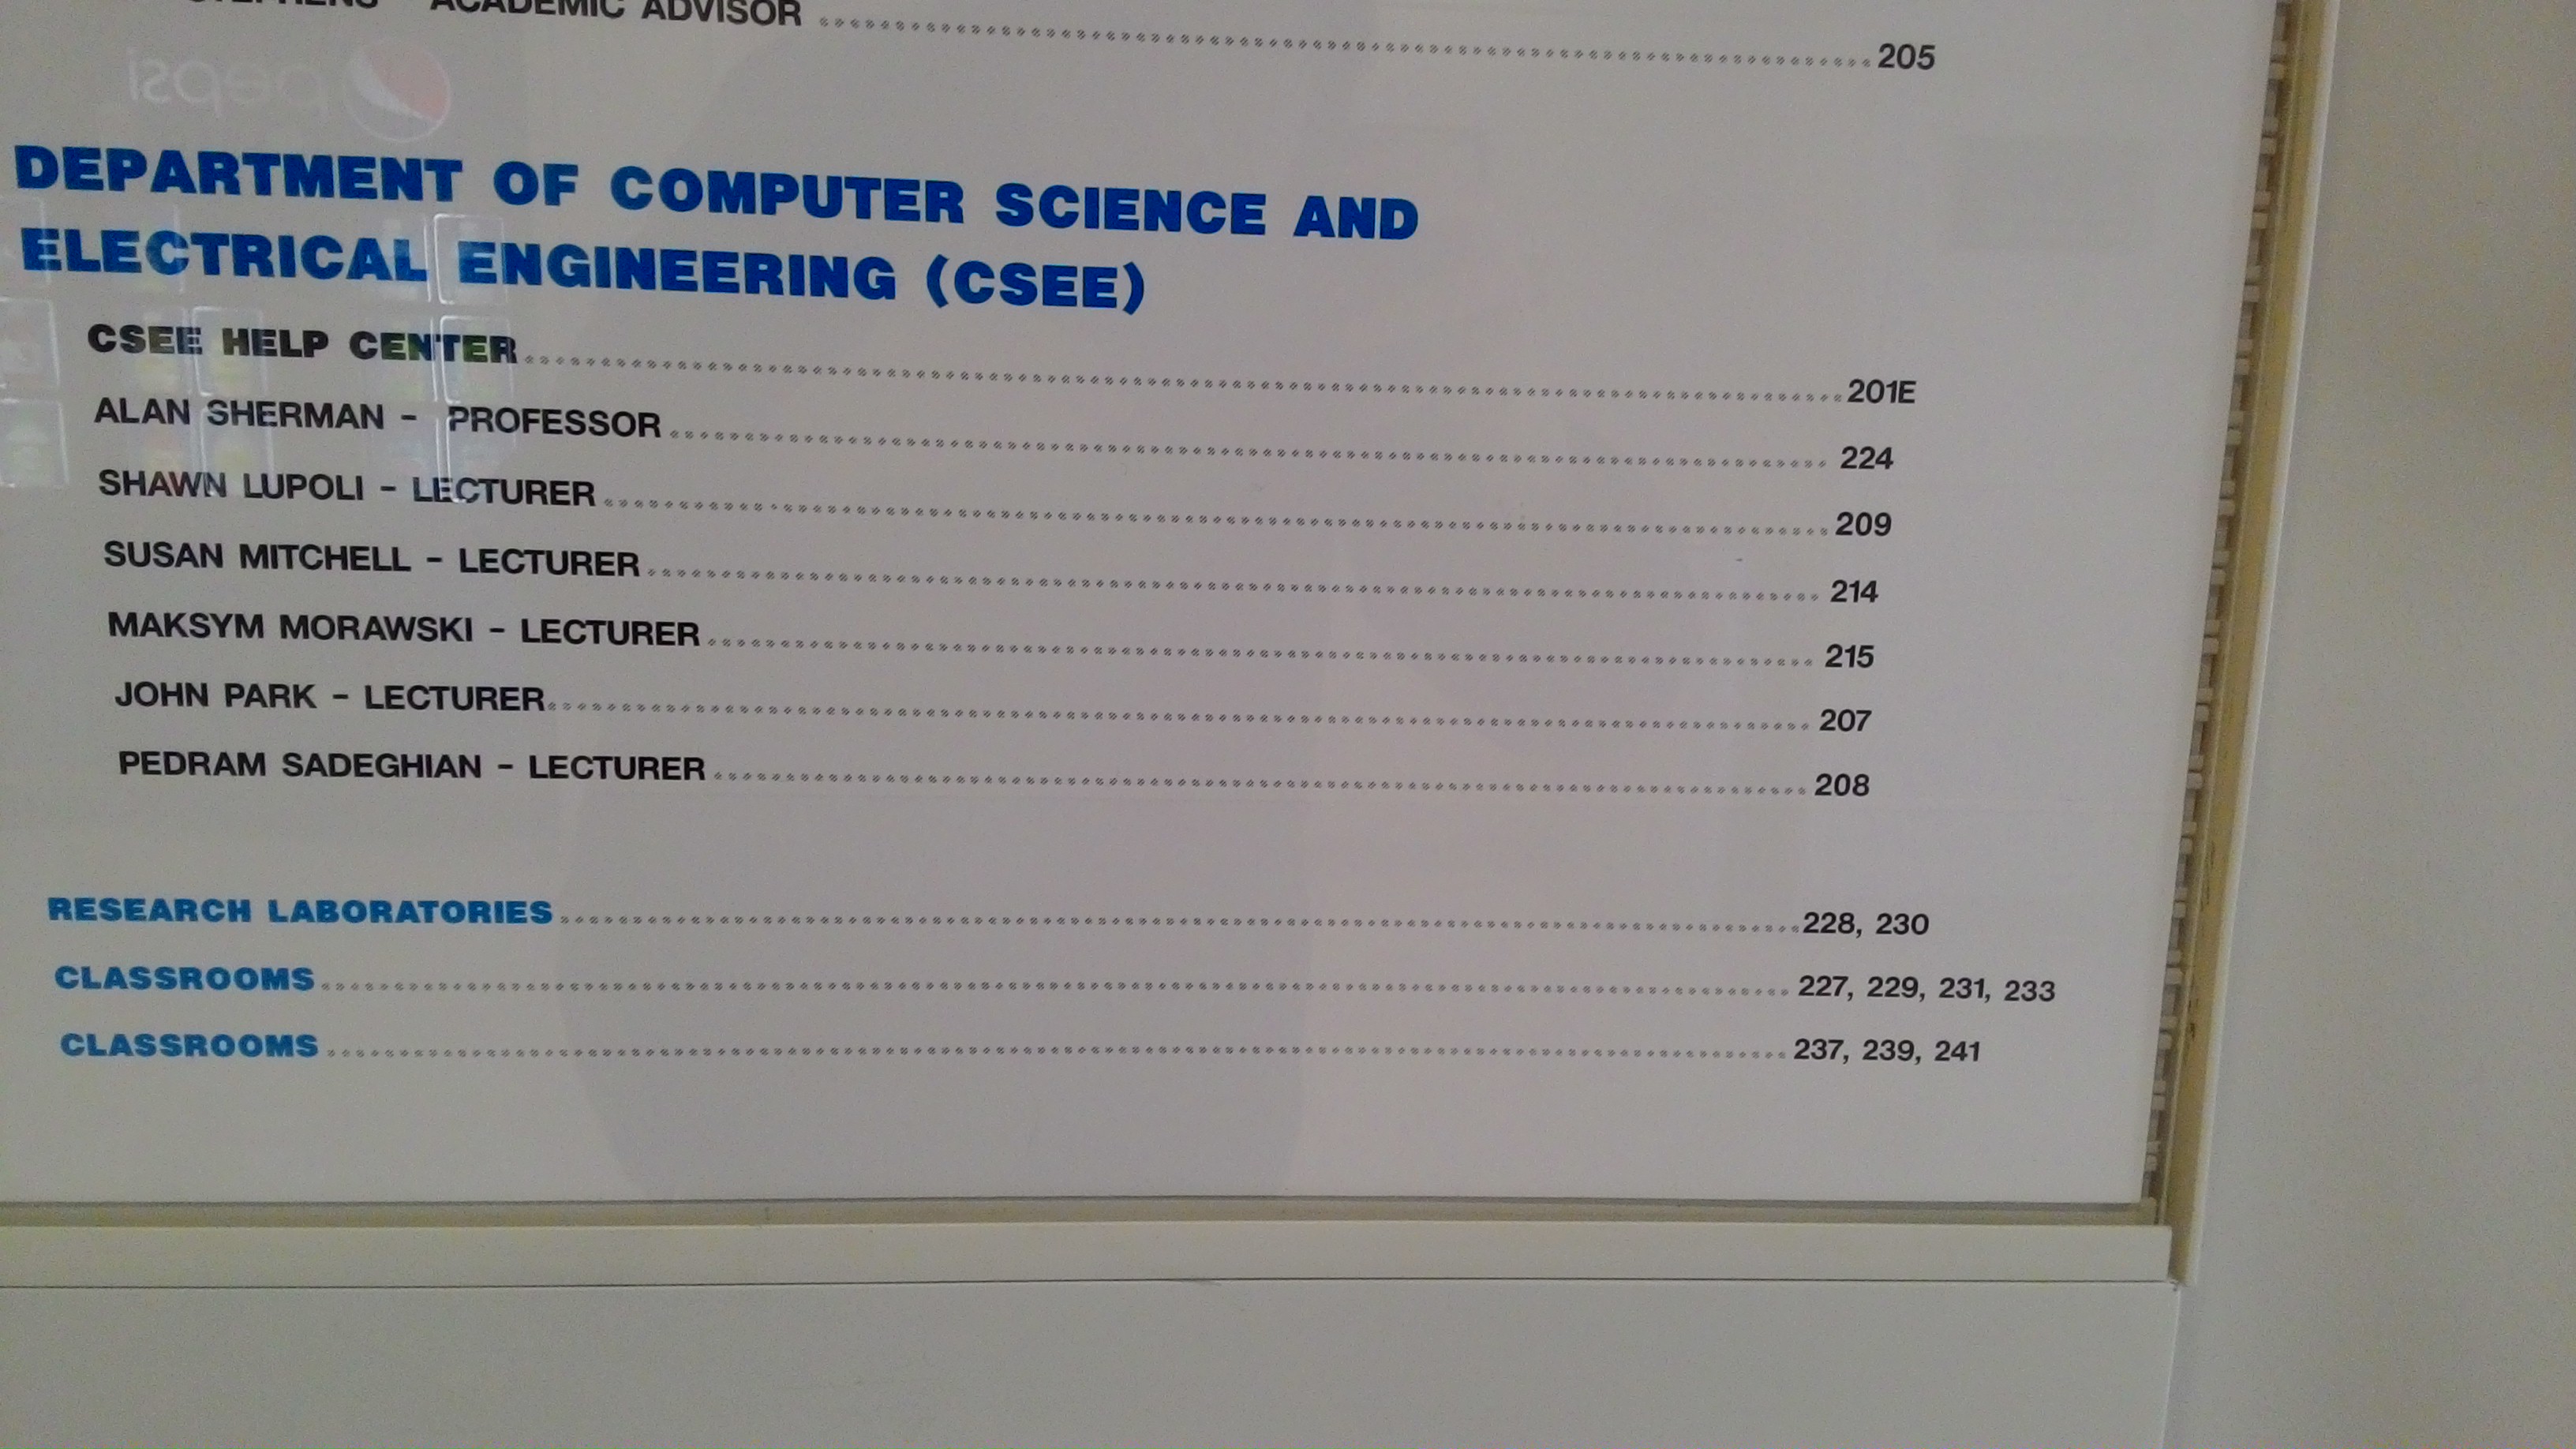 STEPHENS - ACADEMIC ADVISOR 205
pepsi
DEPARTMENT OF COMPUTER SCIENCE AND
ELECTRICAL ENGINEERING (CSEE)
CSEE HELP CENTER 201E
ALAN SHERMAN - PROFESSOR 224
SHAWN LUPOLI - LECTURER 209
SUSAN MITCHELL - LECTURER 214
MAKSYM MORAWSKI - LECTURER 215
JOHN PARK - LECTURER 207
PEDRAM SADEGHIAN - LECTURER 208
RESEARCH LABORATORIES 228, 230
CLASSROOMS 227, 229, 231, 233
CLASSROOMS 237, 239, 241